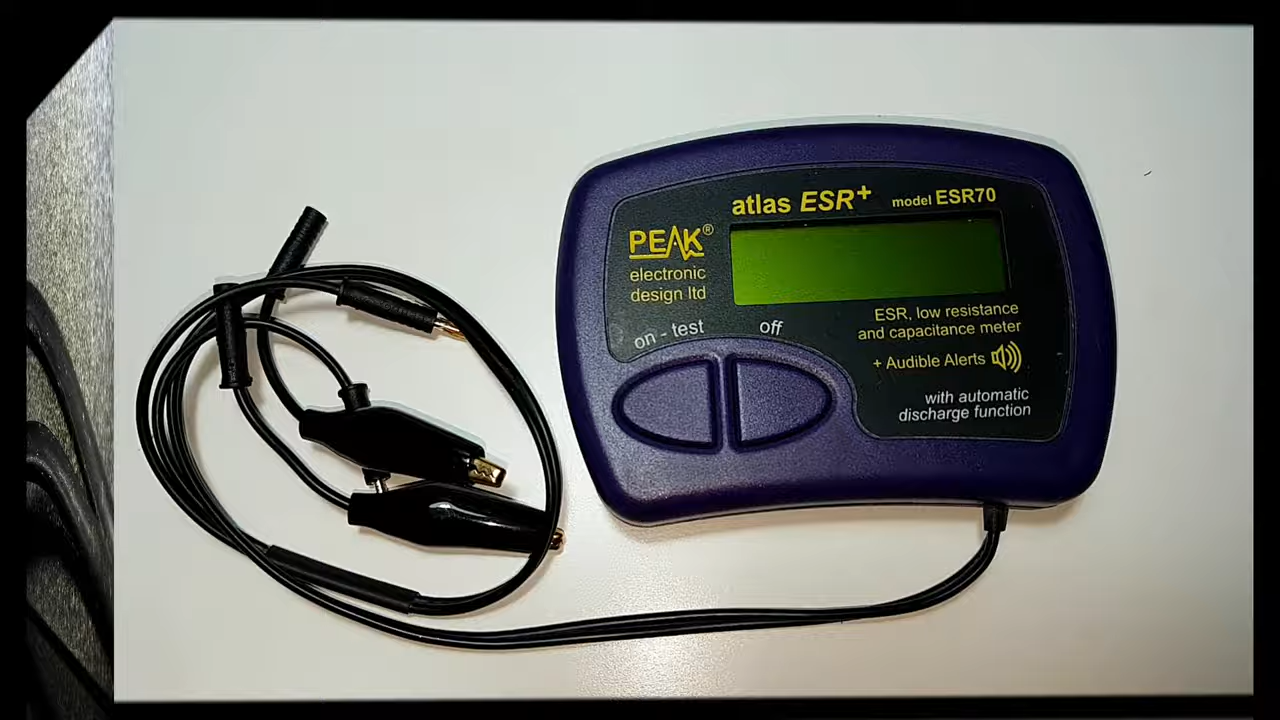 atlas ESR+ model ESR70
PEAK®
electronic
design ltd
on - test
off
ESR, low resistance
and capacitance meter
+ Audible Alerts
with automatic
discharge function